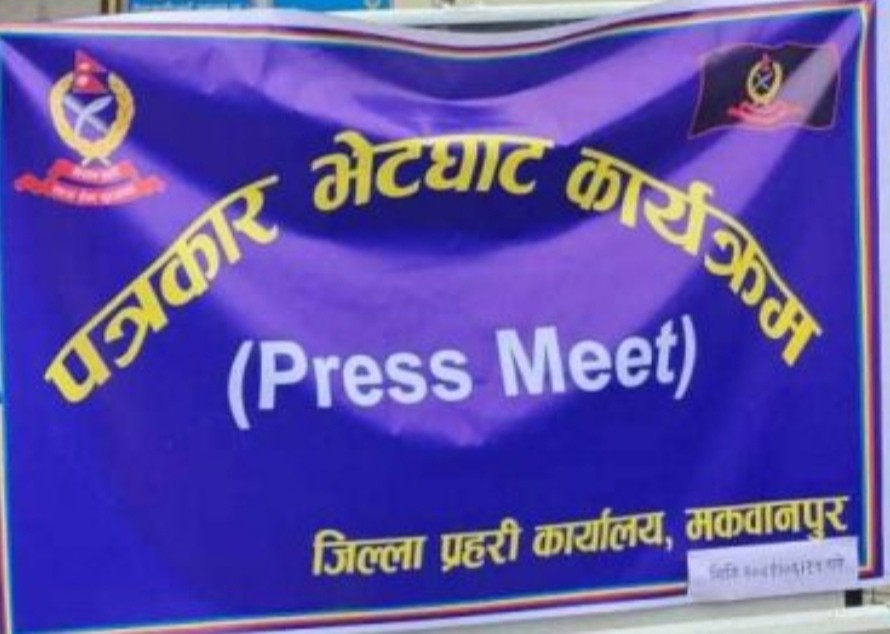 पत्रकार भेटघाट कार्यक्रम
(Press Meet)
जिल्ला प्रहरी कार्यालय, मकवानपुर
मिति